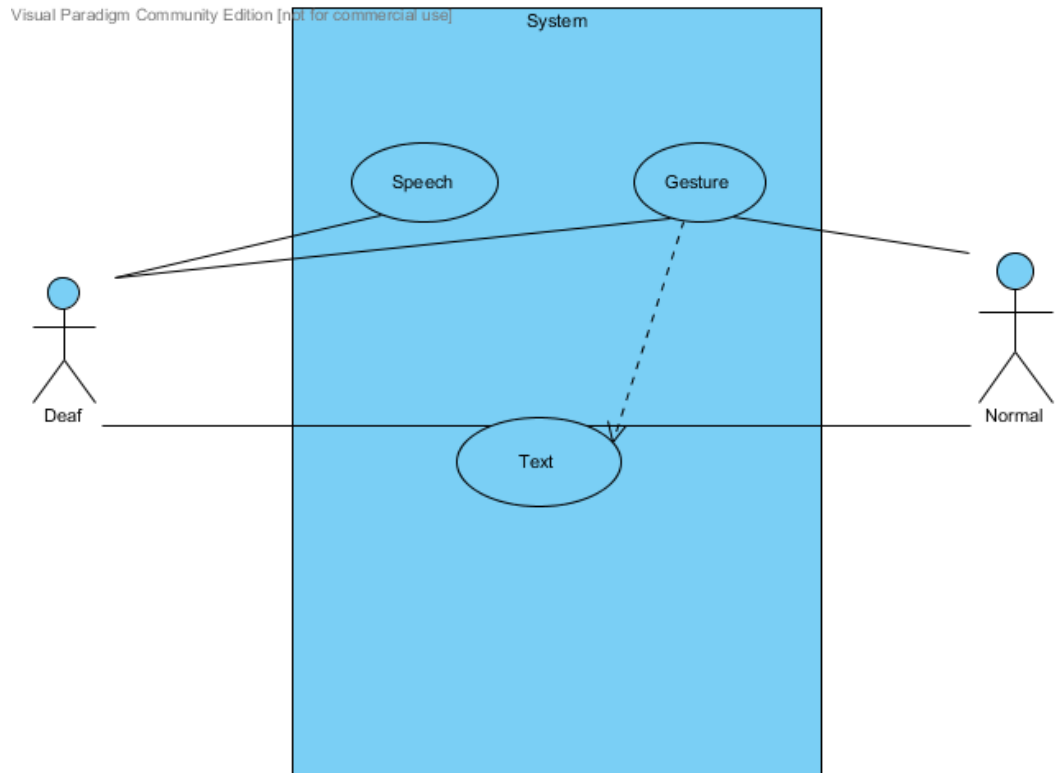 Visual Paradigm Community Edition [not for commercial use]
System
Speech
Gesture
Deaf
Normal
Text